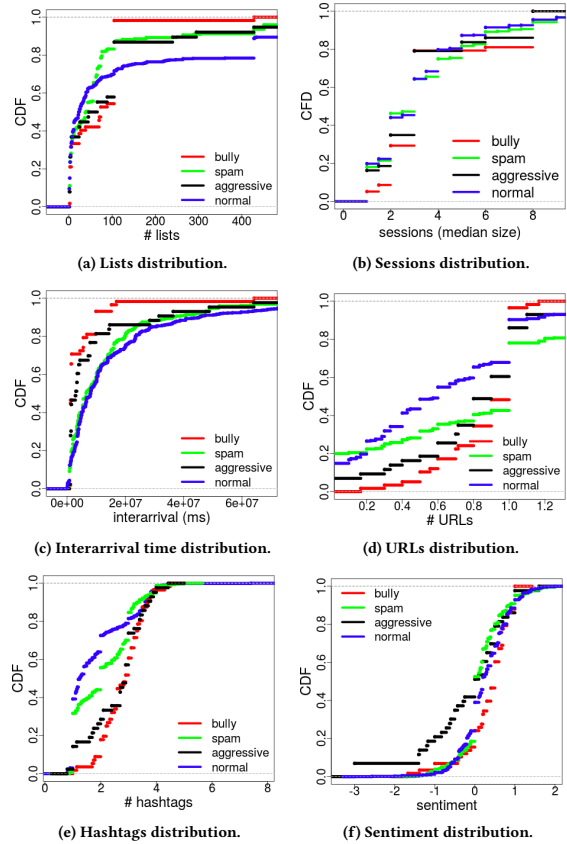 CDF
0.0 0.2 0.4 0.6 0.8 1.0
bully
spam
aggressive
normal
0 100 200 300 400
# lists
(a) Lists distribution.
CFD
0.0 0.2 0.4 0.6 0.8 1.0
bully
spam
aggressive
normal
0 2 4 6 8
sessions (median size)
(b) Sessions distribution.
CDF
0.0 0.2 0.4 0.6 0.8 1.0
bully
spam
aggressive
normal
0e+00 2e+07 4e+07 6e+07
interarrival (ms)
(c) Interarrival time distribution.
CDF
0.0 0.2 0.4 0.6 0.8 1.0
bully
spam
aggressive
normal
0.2 0.4 0.6 0.8 1.0 1.2
# URLs
(d) URLs distribution.
CDF
0.0 0.2 0.4 0.6 0.8 1.0
bully
spam
aggressive
normal
0 2 4 6 8
# hashtags
(e) Hashtags distribution.
CDF
0.0 0.2 0.4 0.6 0.8 1.0
bully
spam
aggressive
normal
-3 -2 -1 0 1 2
sentiment
(f) Sentiment distribution.